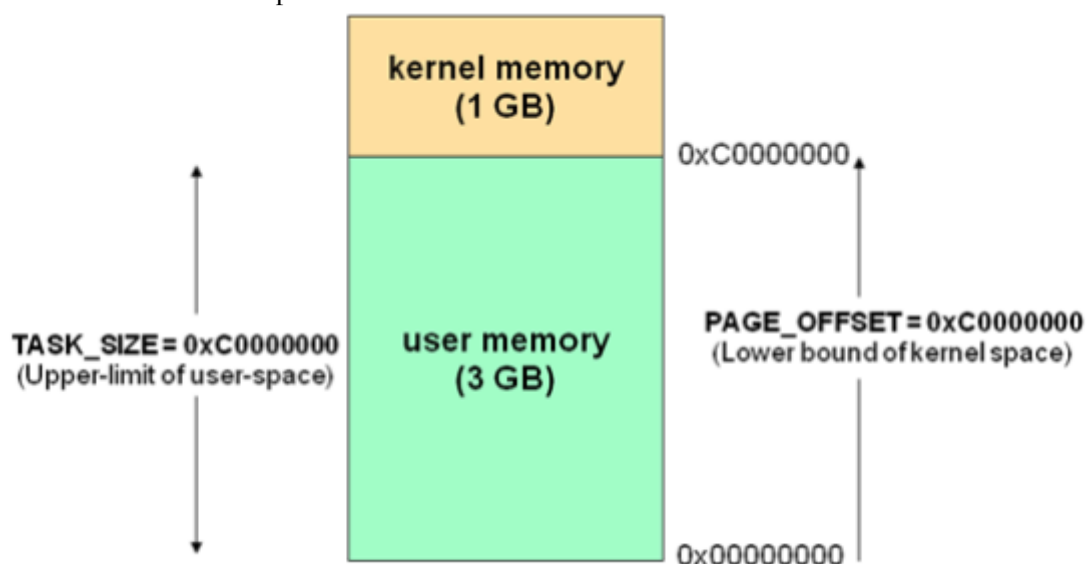 kernel memory
(1 GB)
0xC0000000
TASK_SIZE = 0xC0000000
(Upper-limit of user-space)
user memory
(3 GB)
PAGE_OFFSET = 0xC0000000
(Lower bound of kernel space)
0x00000000